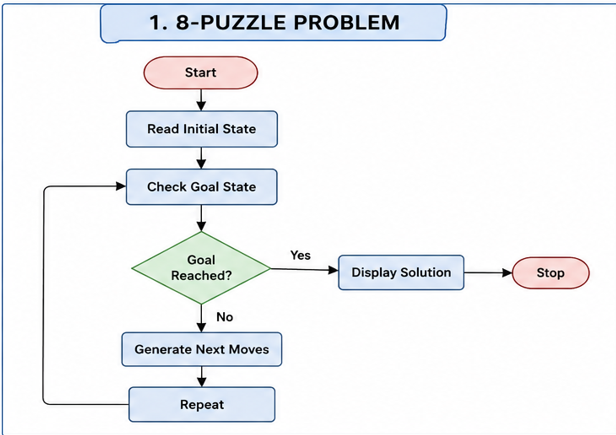 1. 8-PUZZLE PROBLEM
Start
Read Initial State
Check Goal State
Goal
Reached?
Yes
Display Solution
Stop
No
Generate Next Moves
Repeat